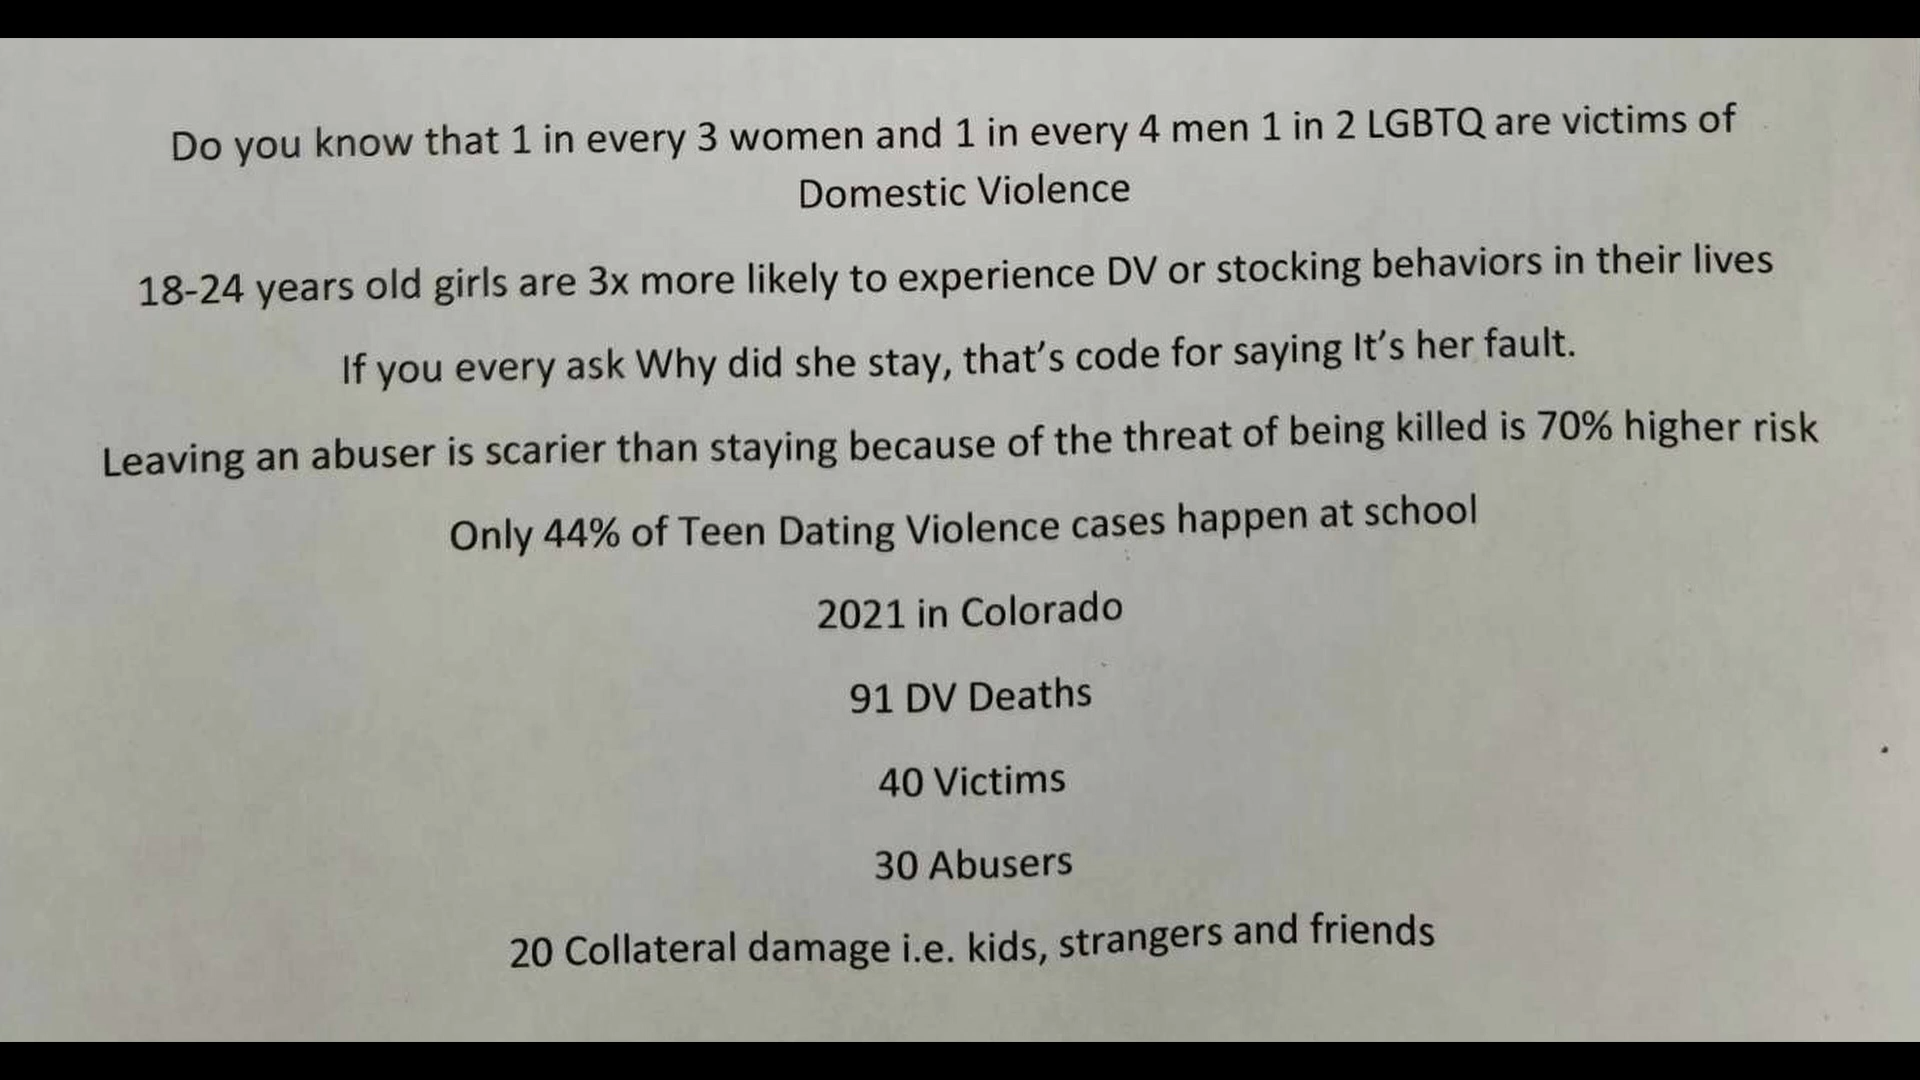 Do you know that 1 in every 3 women and 1 in every 4 men 1 in 2 LGBTQ are victims of
Domestic Violence
18-24 years old girls are 3x more likely to experience DV or stocking behaviors in their lives
If you every ask Why did she stay, that's code for saying It's her fault.
Leaving an abuser is scarier than staying because of the threat of being killed is 70% higher risk
Only 44% of Teen Dating Violence cases happen at school
2021 in Colorado
91 DV Deaths
40 Victims
30 Abusers
20 Collateral damage i.e. kids, strangers and friends